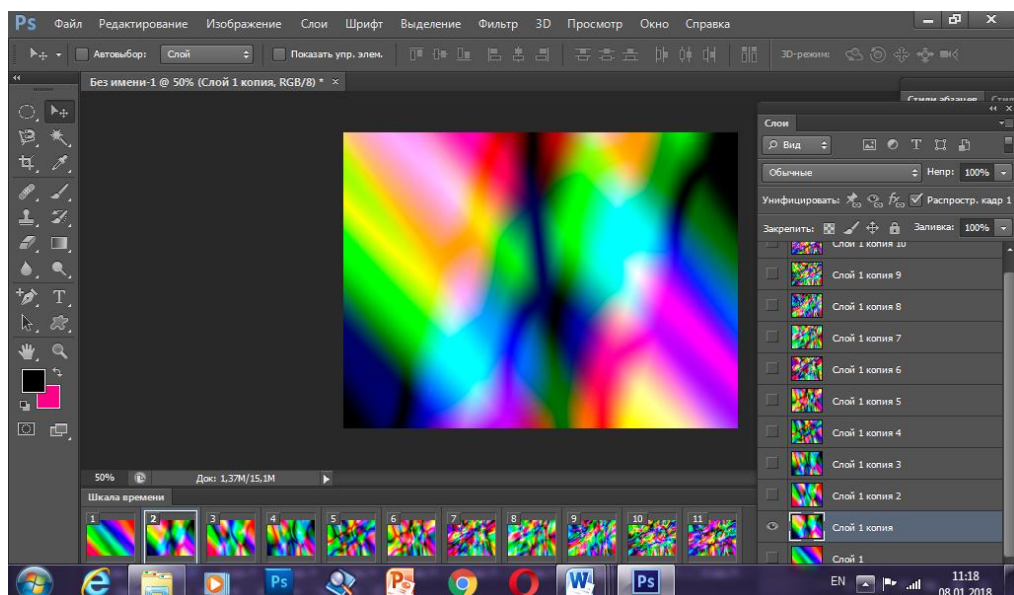 Ps Файл Редактирование Изображение Слои Шрифт Выделение Фильтр 3D Просмотр Окно Справка
Автовыбор: Слой Показать упр. элем. 3D-режим:
Без имени-1 @ 50% (Слой 1 копия, RGB/8) * ×
Стили абзацев
Слои
Вид
Обычные Непр: 100%
Унифицировать: Распростр. кадр 1
Закрепить: Заливка: 100%
Слой 1 копия 10
Слой 1 копия 9
Слой 1 копия 8
Слой 1 копия 7
Слой 1 копия 6
Слой 1 копия 5
Слой 1 копия 4
Слой 1 копия 3
Слой 1 копия 2
Слой 1 копия
Слой 1
50% Док: 1,37M/15,1M
Шкала времени
1 2 3 4 5 6 7 8 9 10 11
Ps Ps EN 11:18
08.01.2018